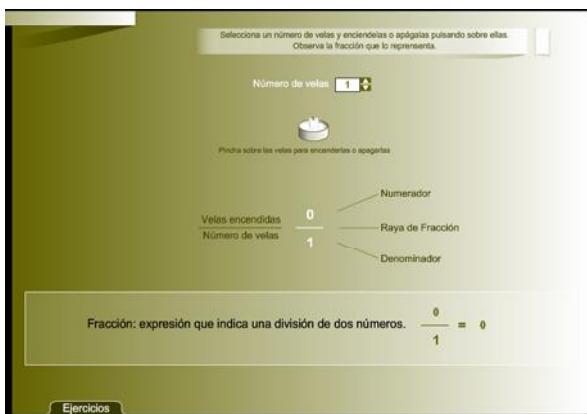 Selecciona un número de velas y enciendelas o apágalas pulsando sobre ellas.
Observa la fracción que lo reprensenta.
Número de velas 1
Pincha sobre las velas para encenderlas o apagarlas
Numerador
Velas encendidas 0
Raya de Fracción
Número de velas 1
Denominador
Fracción: expresión que indica una división de dos números. 0 = 0
1
Ejercicios